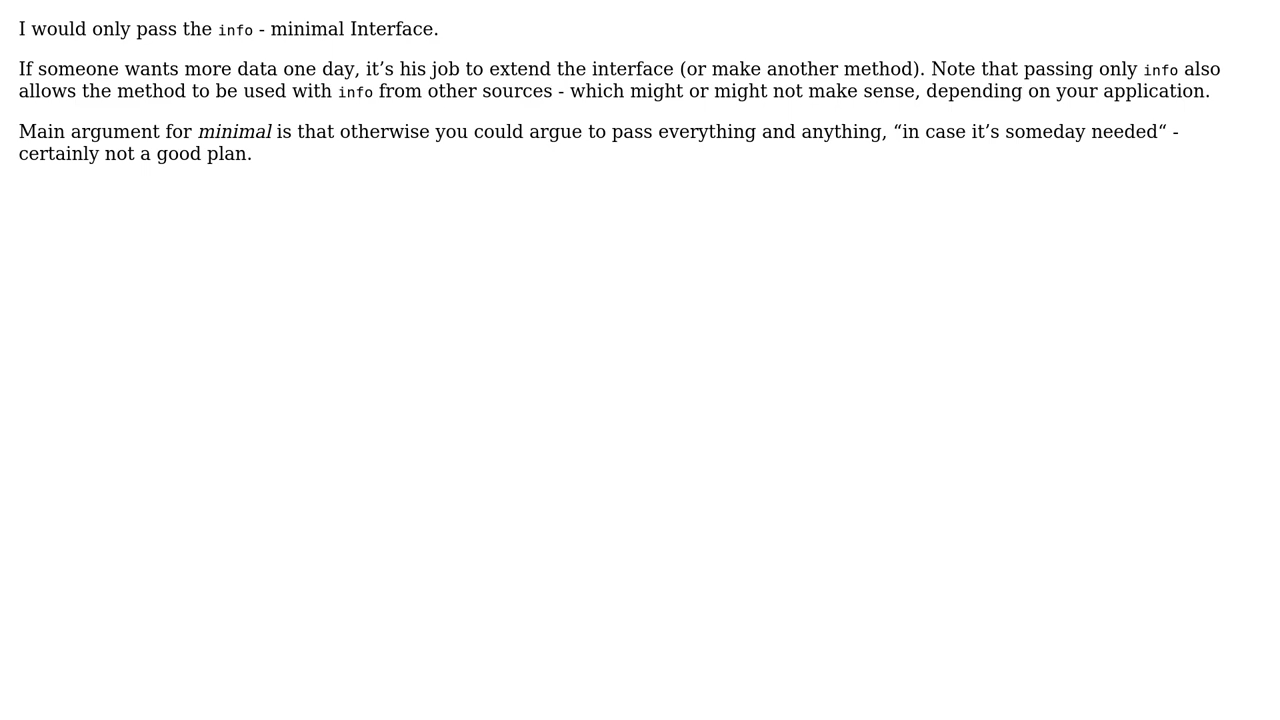 I would only pass the info - minimal Interface.
If someone wants more data one day, it’s his job to extend the interface (or make another method). Note that passing only info also
allows the method to be used with info from other sources - which might or might not make sense, depending on your application.
Main argument for minimal is that otherwise you could argue to pass everything and anything, “in case it’s someday needed“ -
certainly not a good plan.